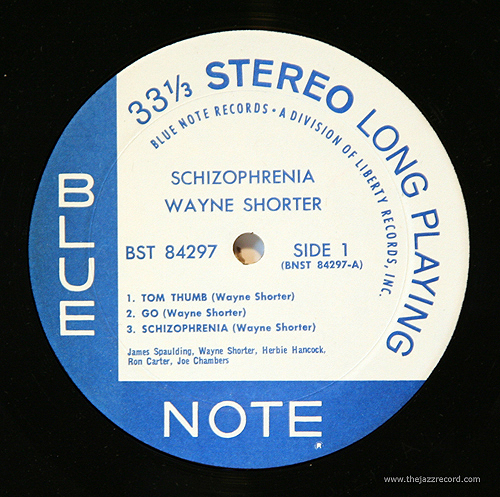 33 1/3 STEREO LONG PLAYING
BLUE NOTE RECORDS • A DIVISION OF LIBERTY RECORDS, INC.
SCHIZOPHRENIA
WAYNE SHORTER
BST 84297
SIDE 1
(BNST 84297-A)
1. TOM THUMB (Wayne Shorter)
2. GO (Wayne Shorter)
3. SCHIZOPHRENIA (Wayne Shorter)
James Spaulding, Wayne Shorter, Herbie Hancock,
Ron Carter, Joe Chambers
BLUE
NOTE
®
www.thejazzrecord.com